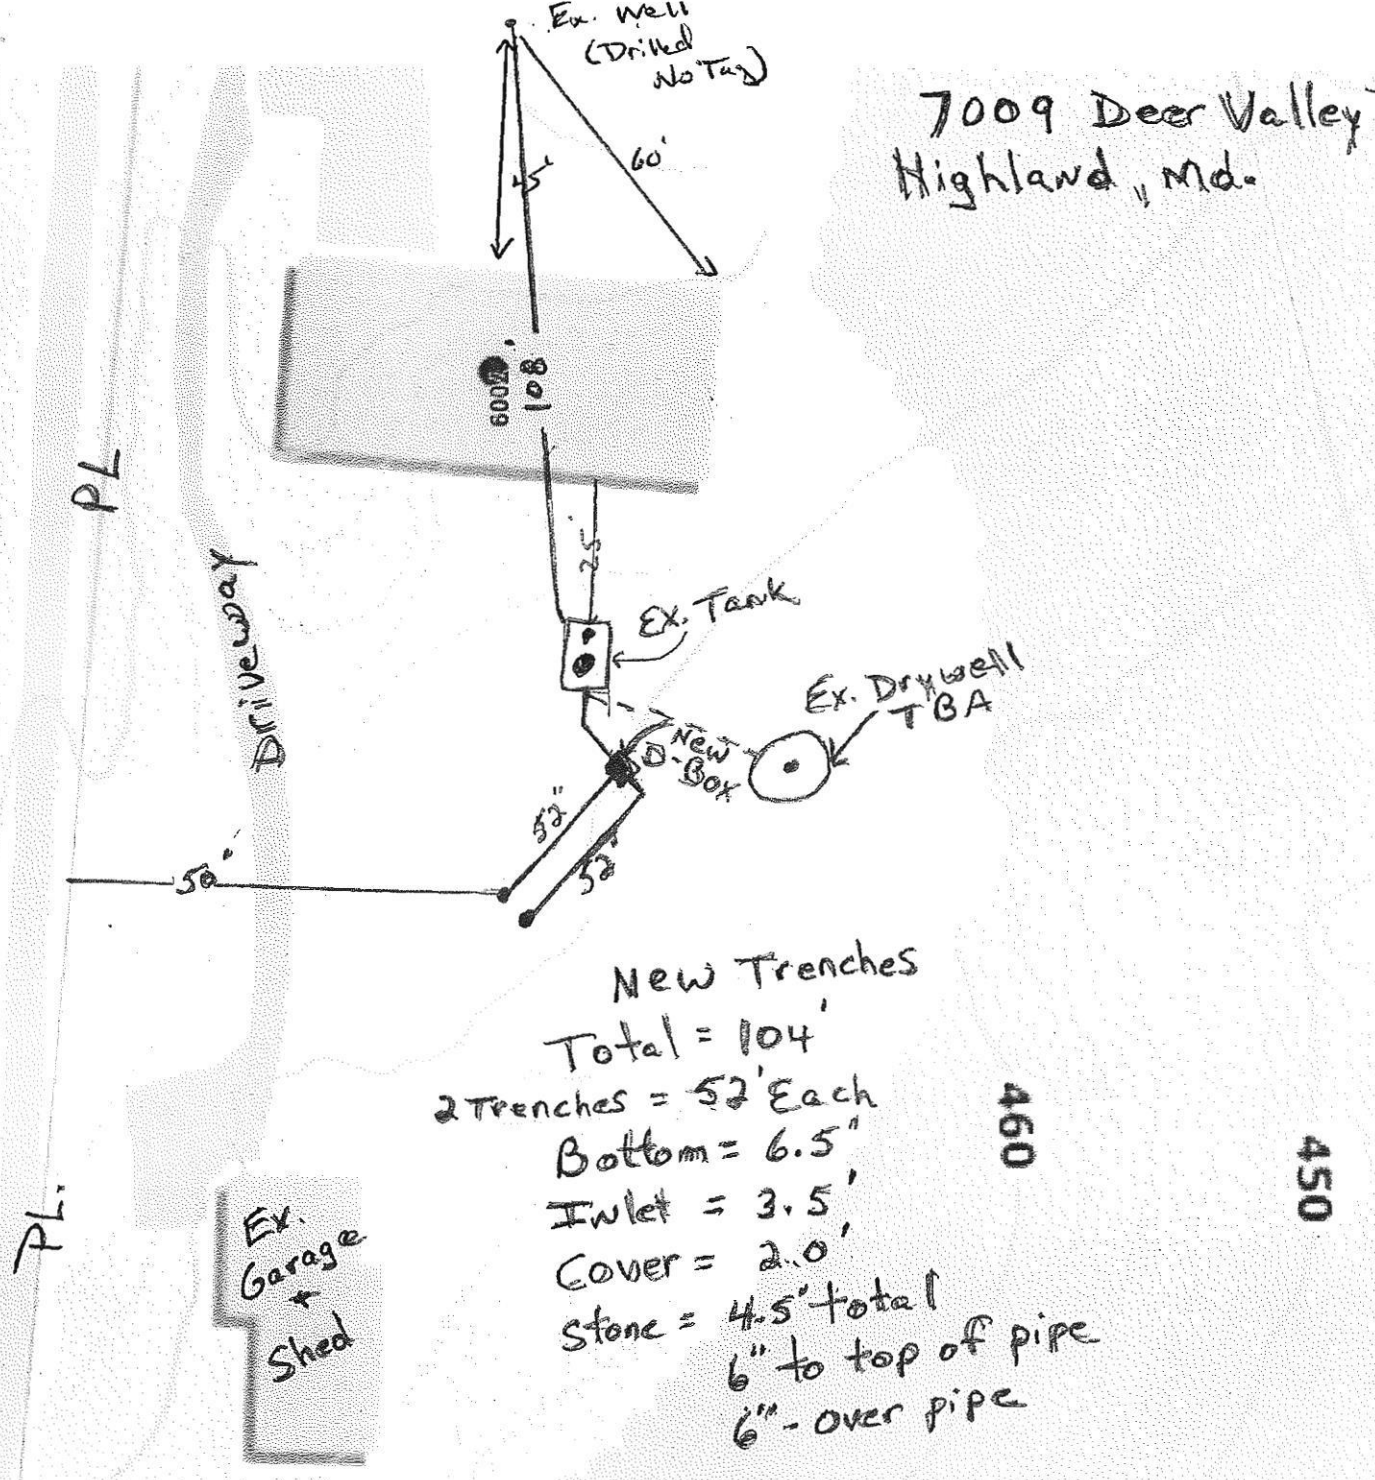 Ex. Well
(Drilled
No Tag)
7009 Deer Valley
Highland, Md.
45'
60'
108
PL
25
Ex. Tank
Driveway
Ex. Drywell
TBA
New
D-Box
52"
52'
50'
New Trenches
Total = 104'
2 Trenches = 52' Each
Bottom = 6.5"
Inlet = 3.5'
Cover = 2.0'
Stone = 4.5' total
6" to top of pipe
6" - over pipe
460
450
PL.
Ex.
Garage
+
Shed